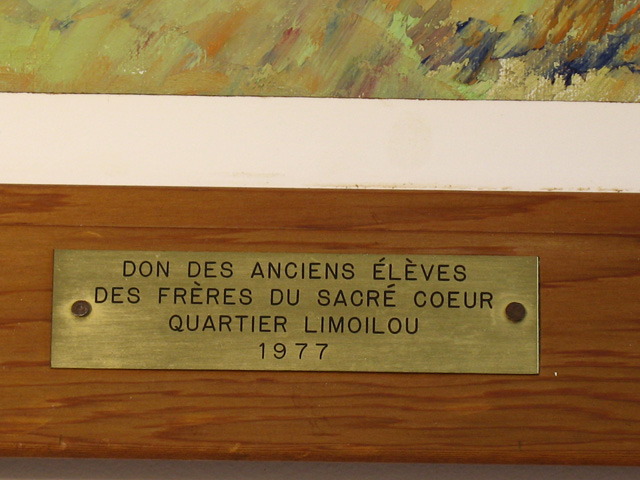 DON DES ANCIENS ÉLÈVES
DES FRÈRES DU SACRÉ COEUR
QUARTIER LIMOILOU
1977